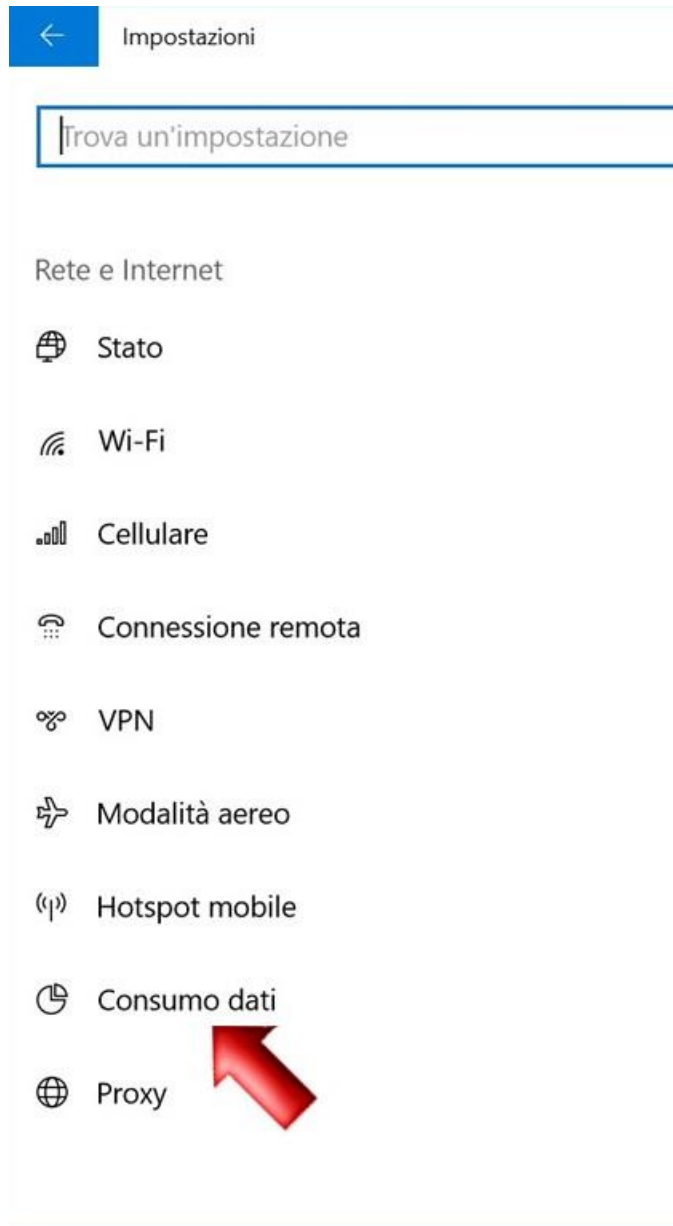 Impostazioni
Trova un'impostazione
Rete e Internet
Stato
Wi-Fi
Cellulare
Connessione remota
VPN
Modalità aereo
Hotspot mobile
Consumo dati
Proxy